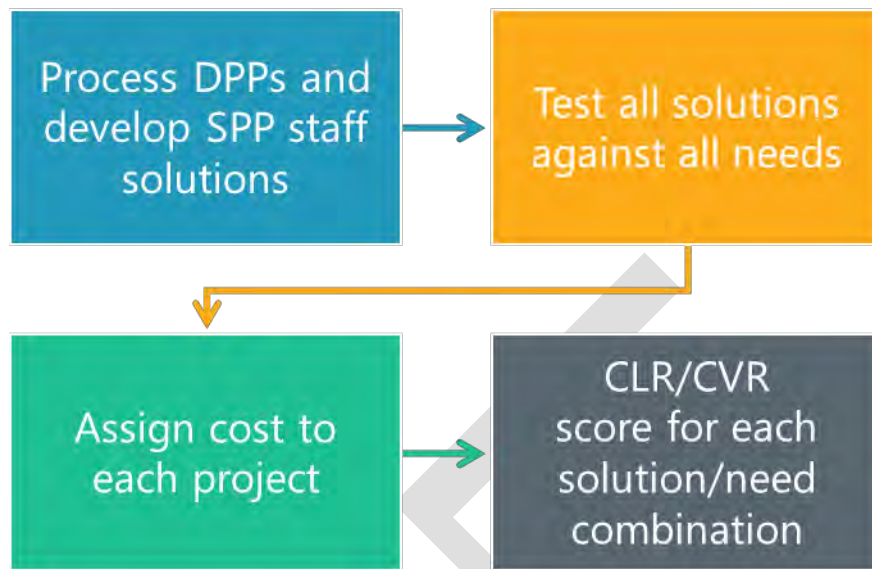 Process DPPs and
develop SPP staff
solutions
Test all solutions
against all needs
Assign cost to
each project
CLR/CVR
score for each
solution/need
combination